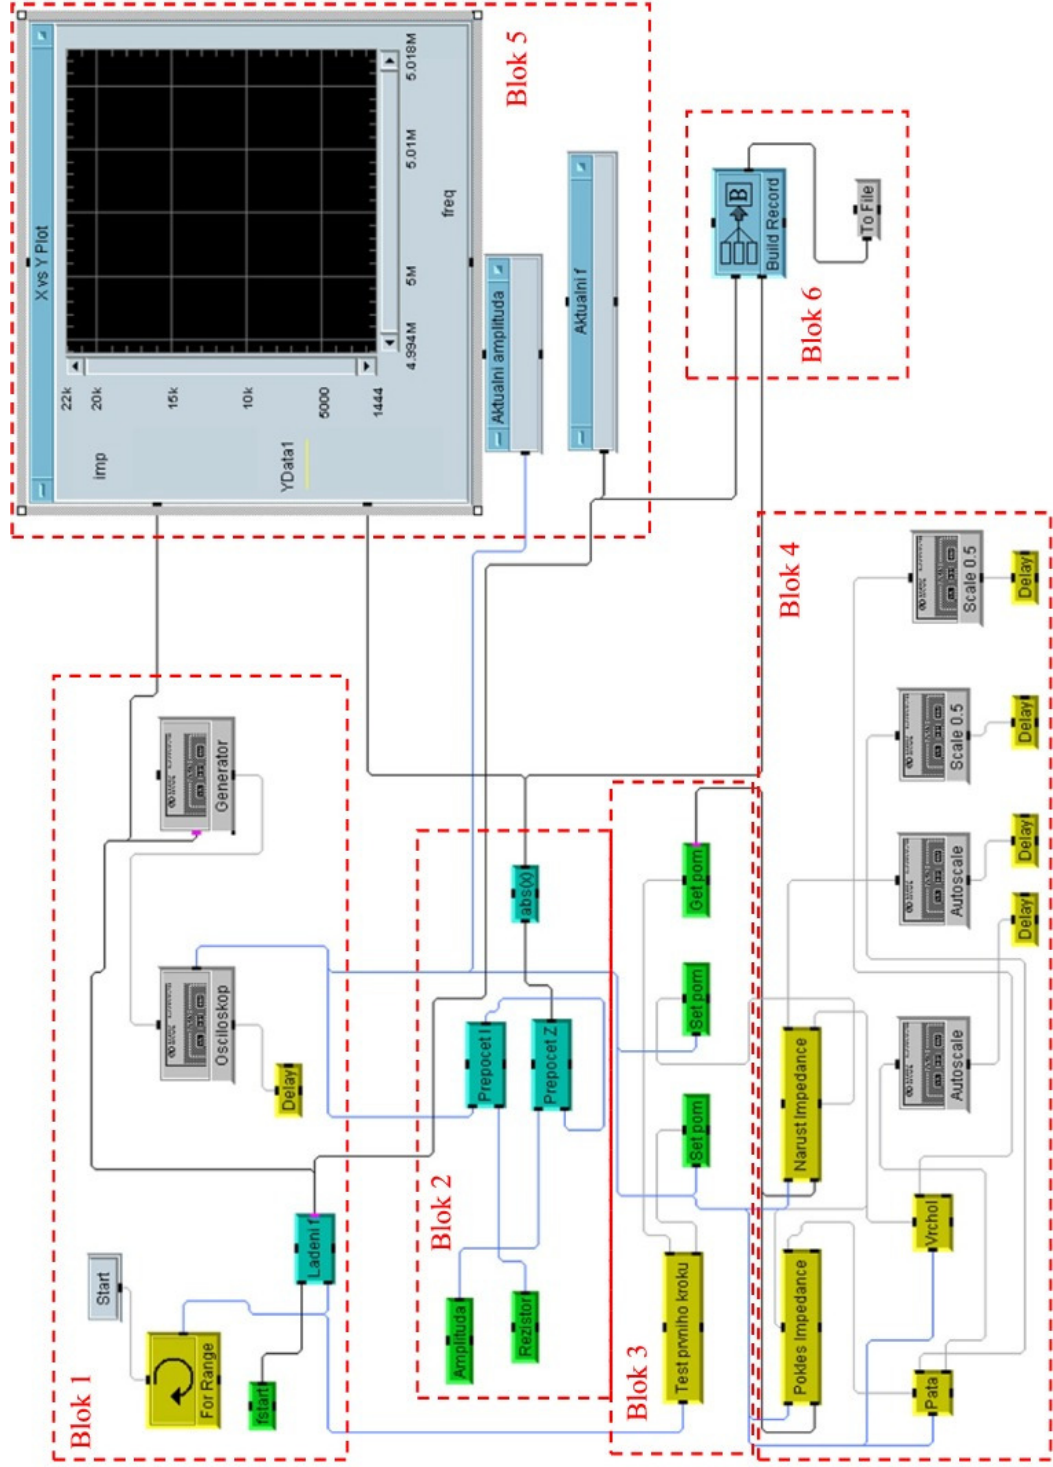 Blok 1
Start
For Range
fstart
Ladeni f
Delay
Osciloskop
Generator
Blok 2
Amplituda
Rezistor
Prepocet I
Prepocet Z
abs(x)
Blok 3
Test prvniho kroku
Set pom
Set pom
Get pom
Blok 4
Pokles Impedance
Narust Impedance
Pata
Vrchol
Autoscale
Autoscale
Scale 0.5
Scale 0.5
Delay
Delay
Delay
Delay
Blok 5
X vs Y Plot
imp
YData1
22k
20k
15k
10k
5000
1444
4.994M
5M
5.01M
5.018M
freq
Aktualni amplituda
Aktualni f
Blok 6
B
Build Record
To File